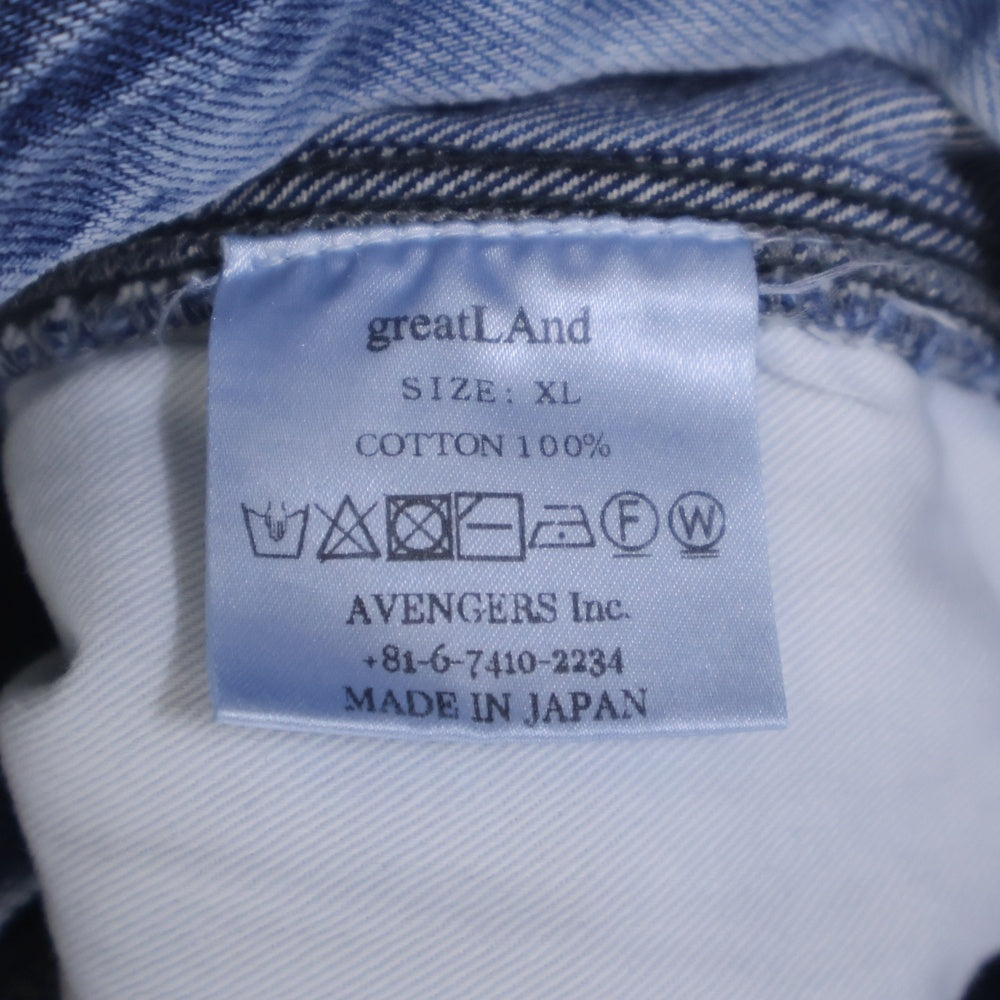 greatLAnd
SIZE: XL
COTTON 100%
F W
AVENGERS Inc.
+81-6-7410-2234
MADE IN JAPAN